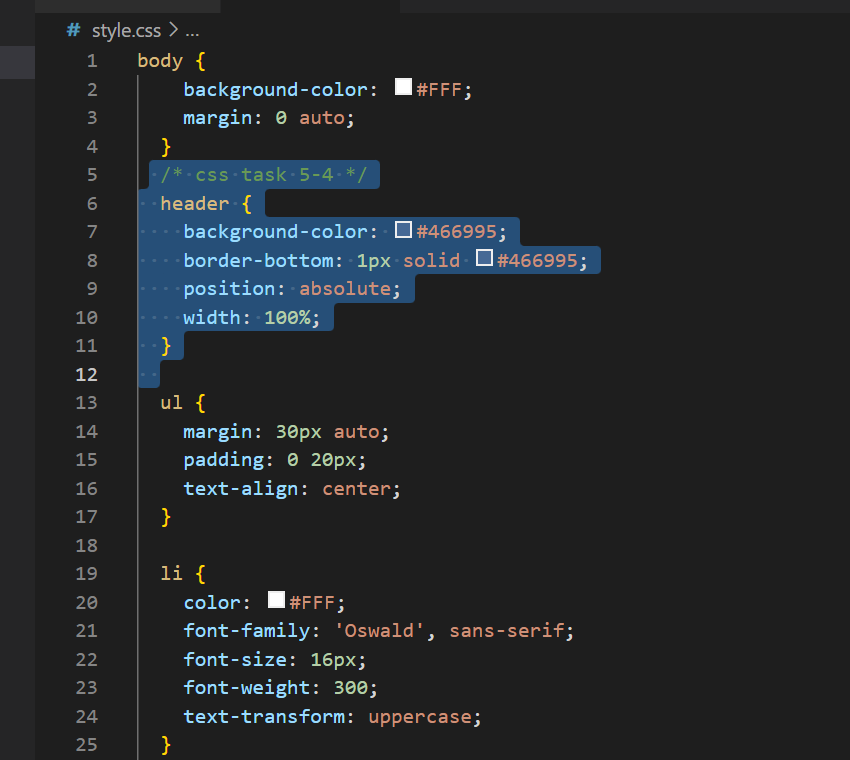 # style.css > ...
1 body {
2 background-color: #FFF;
3 margin: 0 auto;
4 }
5 /* css task 5-4 */
6 header {
7 background-color: #466995;
8 border-bottom: 1px solid #466995;
9 position: absolute;
10 width: 100%;
11 }
12
13 ul {
14 margin: 30px auto;
15 padding: 0 20px;
16 text-align: center;
17 }
18
19 li {
20 color: #FFF;
21 font-family: 'Oswald', sans-serif;
22 font-size: 16px;
23 font-weight: 300;
24 text-transform: uppercase;
25 }